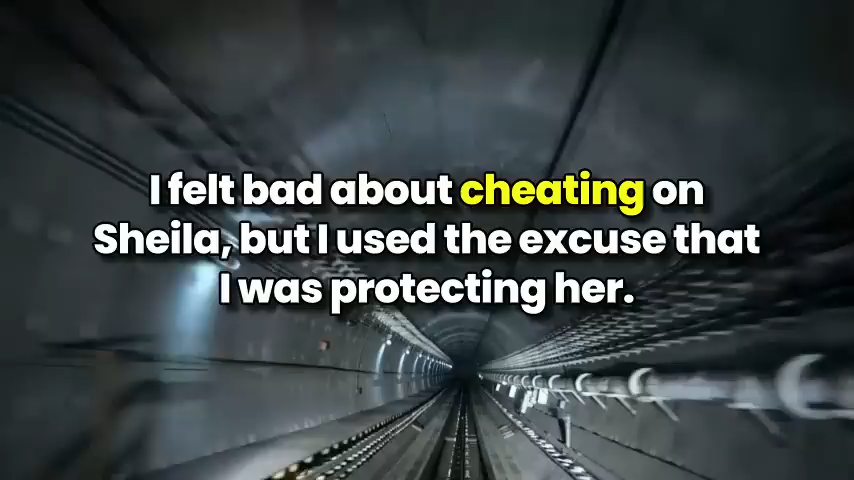 I felt bad about cheating on
Sheila, but I used the excuse that
I was protecting her.